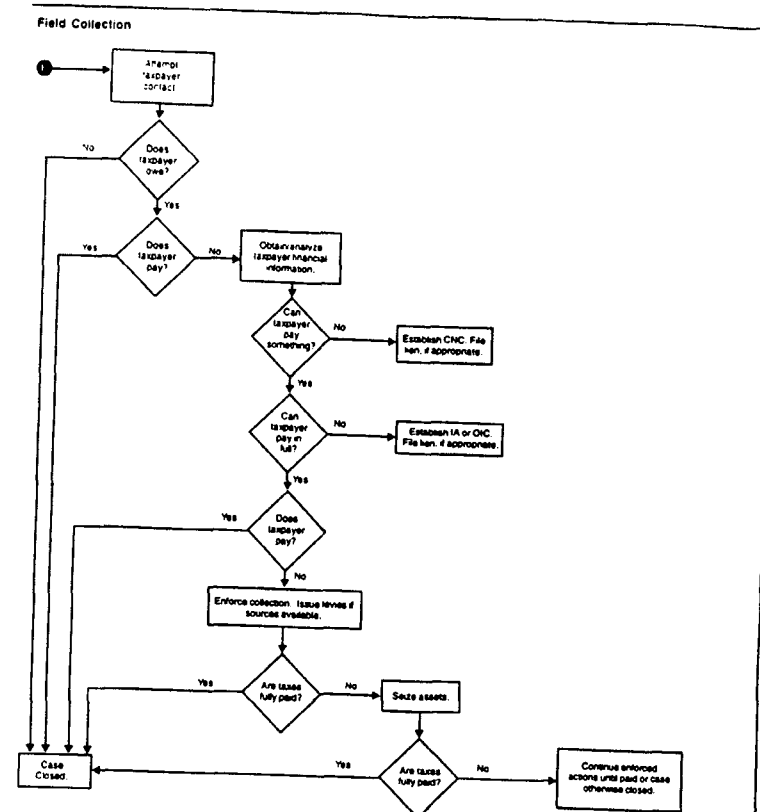 Field Collection
Attempt
taxpayer
contact.
Does
taxpayer
owe?
No
Yes
Does
taxpayer
pay?
Yes
No
Obtain/analyze
taxpayer financial
information.
Can
taxpayer
pay
something?
No
Establish CNC. File
lien, if appropriate.
Yes
Can
taxpayer
pay in
full?
No
Establish IA or OIC.
File lien, if appropriate.
Yes
Does
taxpayer
pay?
Yes
No
Enforce collection. Issue levies if
sources available.
Are taxes
fully paid?
Yes
No
Seize assets.
Are taxes
fully paid?
Yes
No
Case
Closed.
Continue enforced
actions until paid or case
otherwise closed.